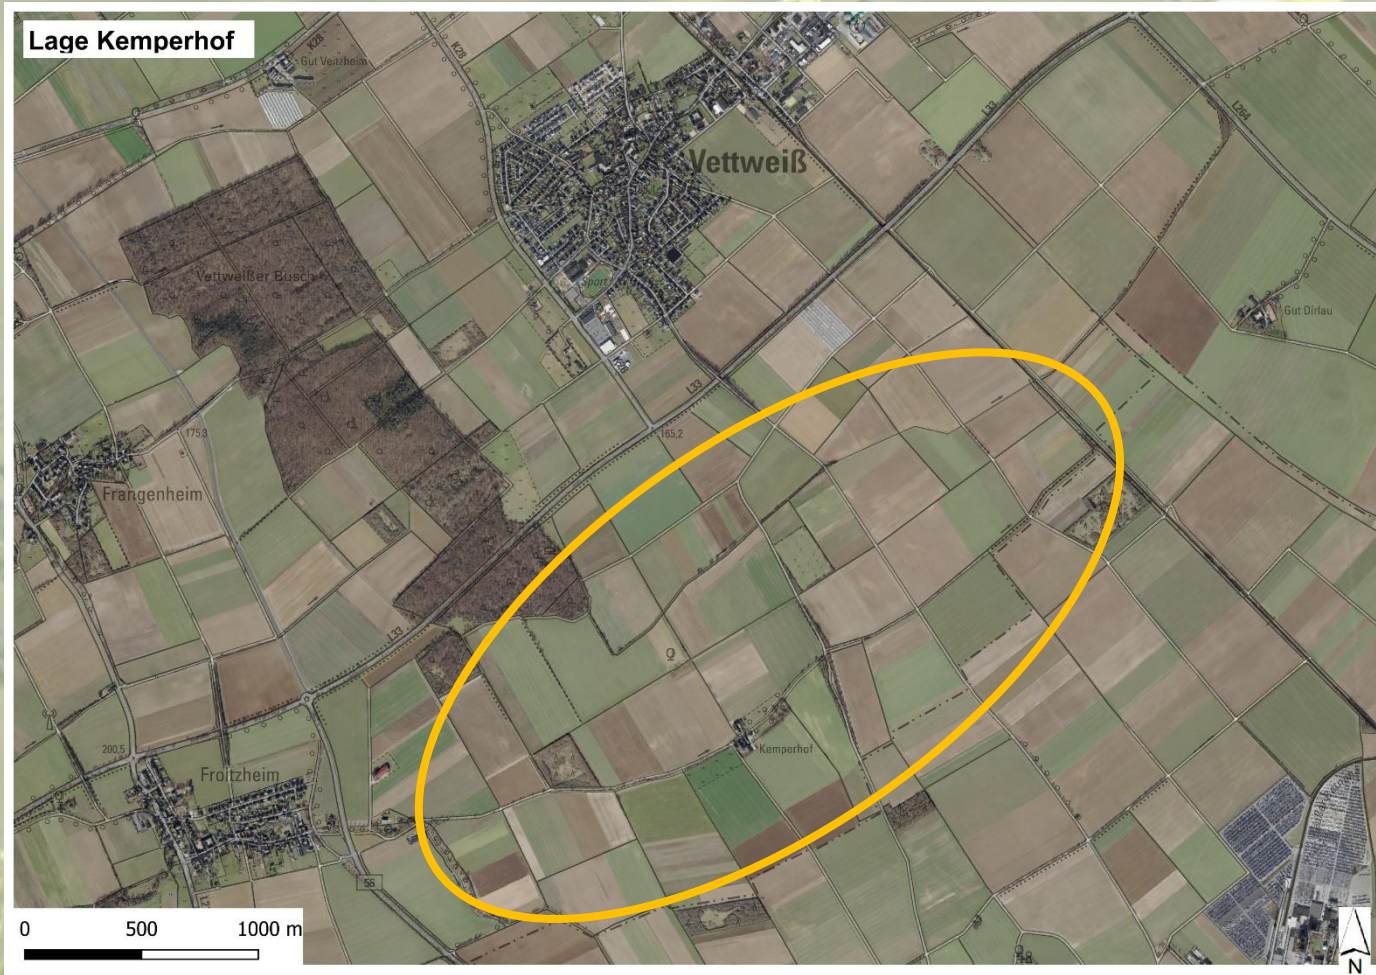 Lage Kemperhof
K28
K28
Gut Veitzheim
L33
L264
Vettweiß
Vettweißer Busch
Sport
Gut Dirlau
L33
175,3
165,2
Frangenheim
L33
200,5
Froitzheim
Kemperhof
56
0 500 1000 m
N